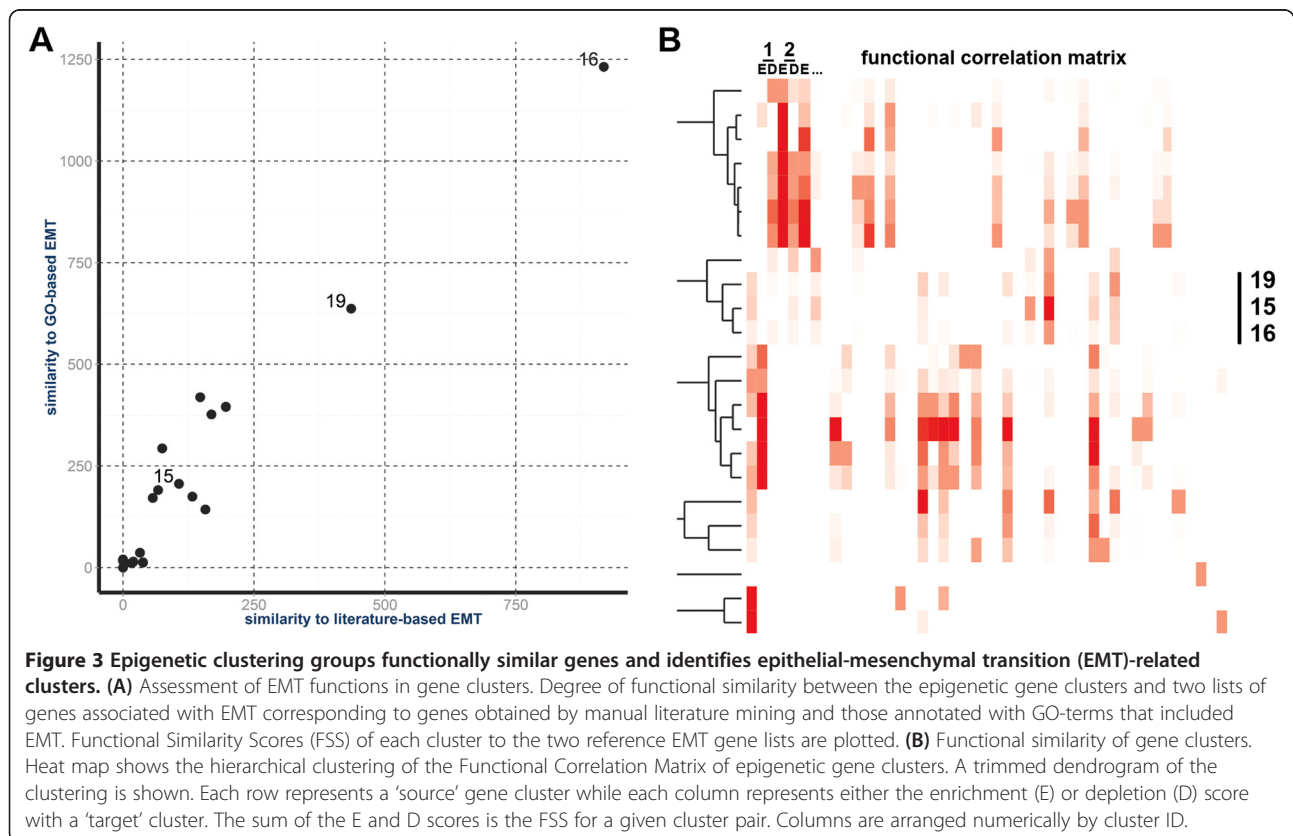 A
1250
1000
750
500
250
0
0
250
500
750
similarity to GO-based EMT
similarity to literature-based EMT
16
19
15
B
1 2
EDEDE...
functional correlation matrix
19
15
16
Figure 3 Epigenetic clustering groups functionally similar genes and identifies epithelial-mesenchymal transition (EMT)-related
clusters. (A) Assessment of EMT functions in gene clusters. Degree of functional similarity between the epigenetic gene clusters and two lists of
genes associated with EMT corresponding to genes obtained by manual literature mining and those annotated with GO-terms that included
EMT. Functional Similarity Scores (FSS) of each cluster to the two reference EMT gene lists are plotted. (B) Functional similarity of gene clusters.
Heat map shows the hierarchical clustering of the Functional Correlation Matrix of epigenetic gene clusters. A trimmed dendrogram of the
clustering is shown. Each row represents a ‘source’ gene cluster while each column represents either the enrichment (E) or depletion (D) score
with a ‘target’ cluster. The sum of the E and D scores is the FSS for a given cluster pair. Columns are arranged numerically by cluster ID.